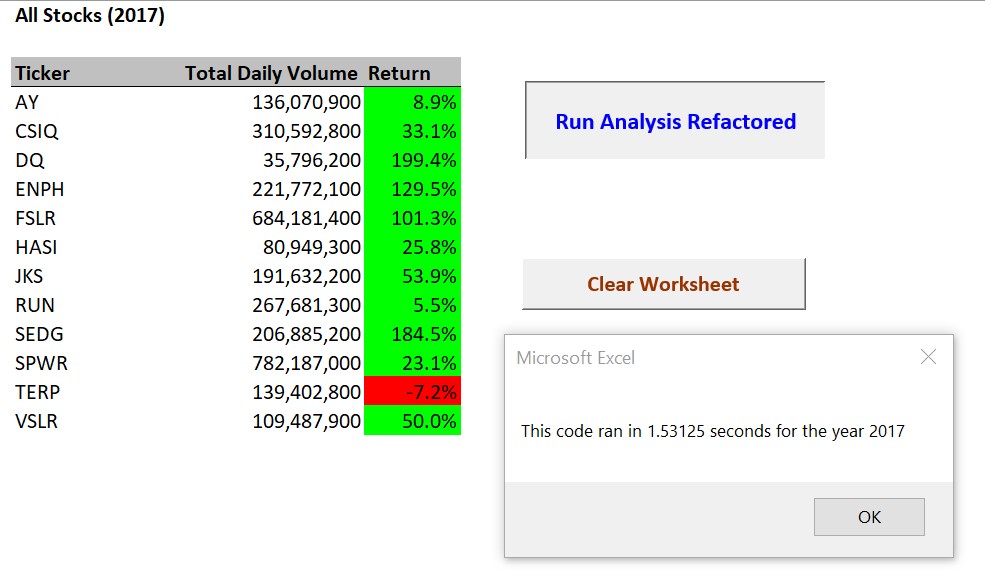 All Stocks (2017)
Ticker Total Daily Volume Return
AY 136,070,900 8.9%
CSIQ 310,592,800 33.1%
DQ 35,796,200 199.4%
ENPH 221,772,100 129.5%
FSLR 684,181,400 101.3%
HASI 80,949,300 25.8%
JKS 191,632,200 53.9%
RUN 267,681,300 5.5%
SEDG 206,885,200 184.5%
SPWR 782,187,000 23.1%
TERP 139,402,800 -7.2%
VSLR 109,487,900 50.0%
Run Analysis Refactored
Clear Worksheet
Microsoft Excel
This code ran in 1.53125 seconds for the year 2017
OK